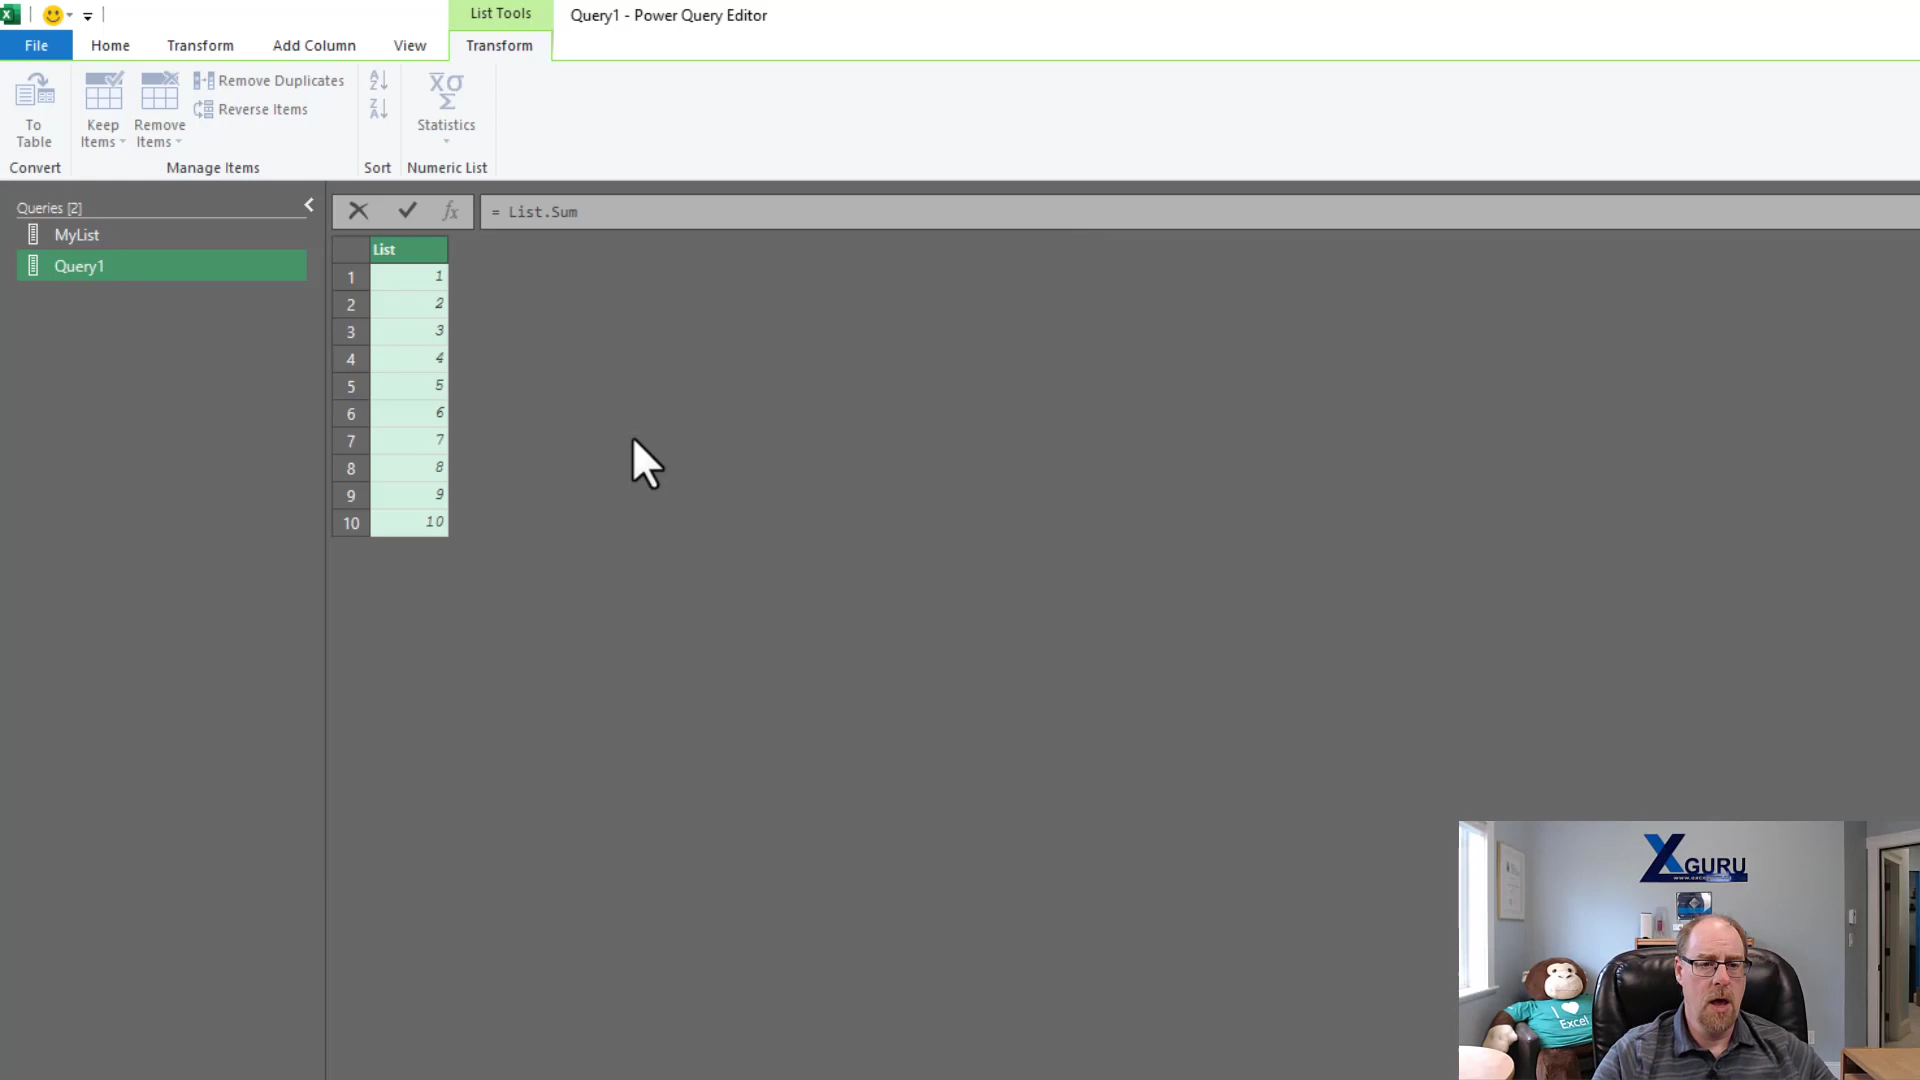 List Tools
Query1 - Power Query Editor
File
Home
Transform
Add Column
View
Transform
To
Table
Keep
Items
Remove
Items
Remove Duplicates
Reverse Items
Statistics
Convert
Manage Items
Sort
Numeric List
Queries [2]
MyList
Query1
= List.Sum
List
1 1
2 2
3 3
4 4
5 5
6 6
7 7
8 8
9 9
10 10
XGURU
I
Excel